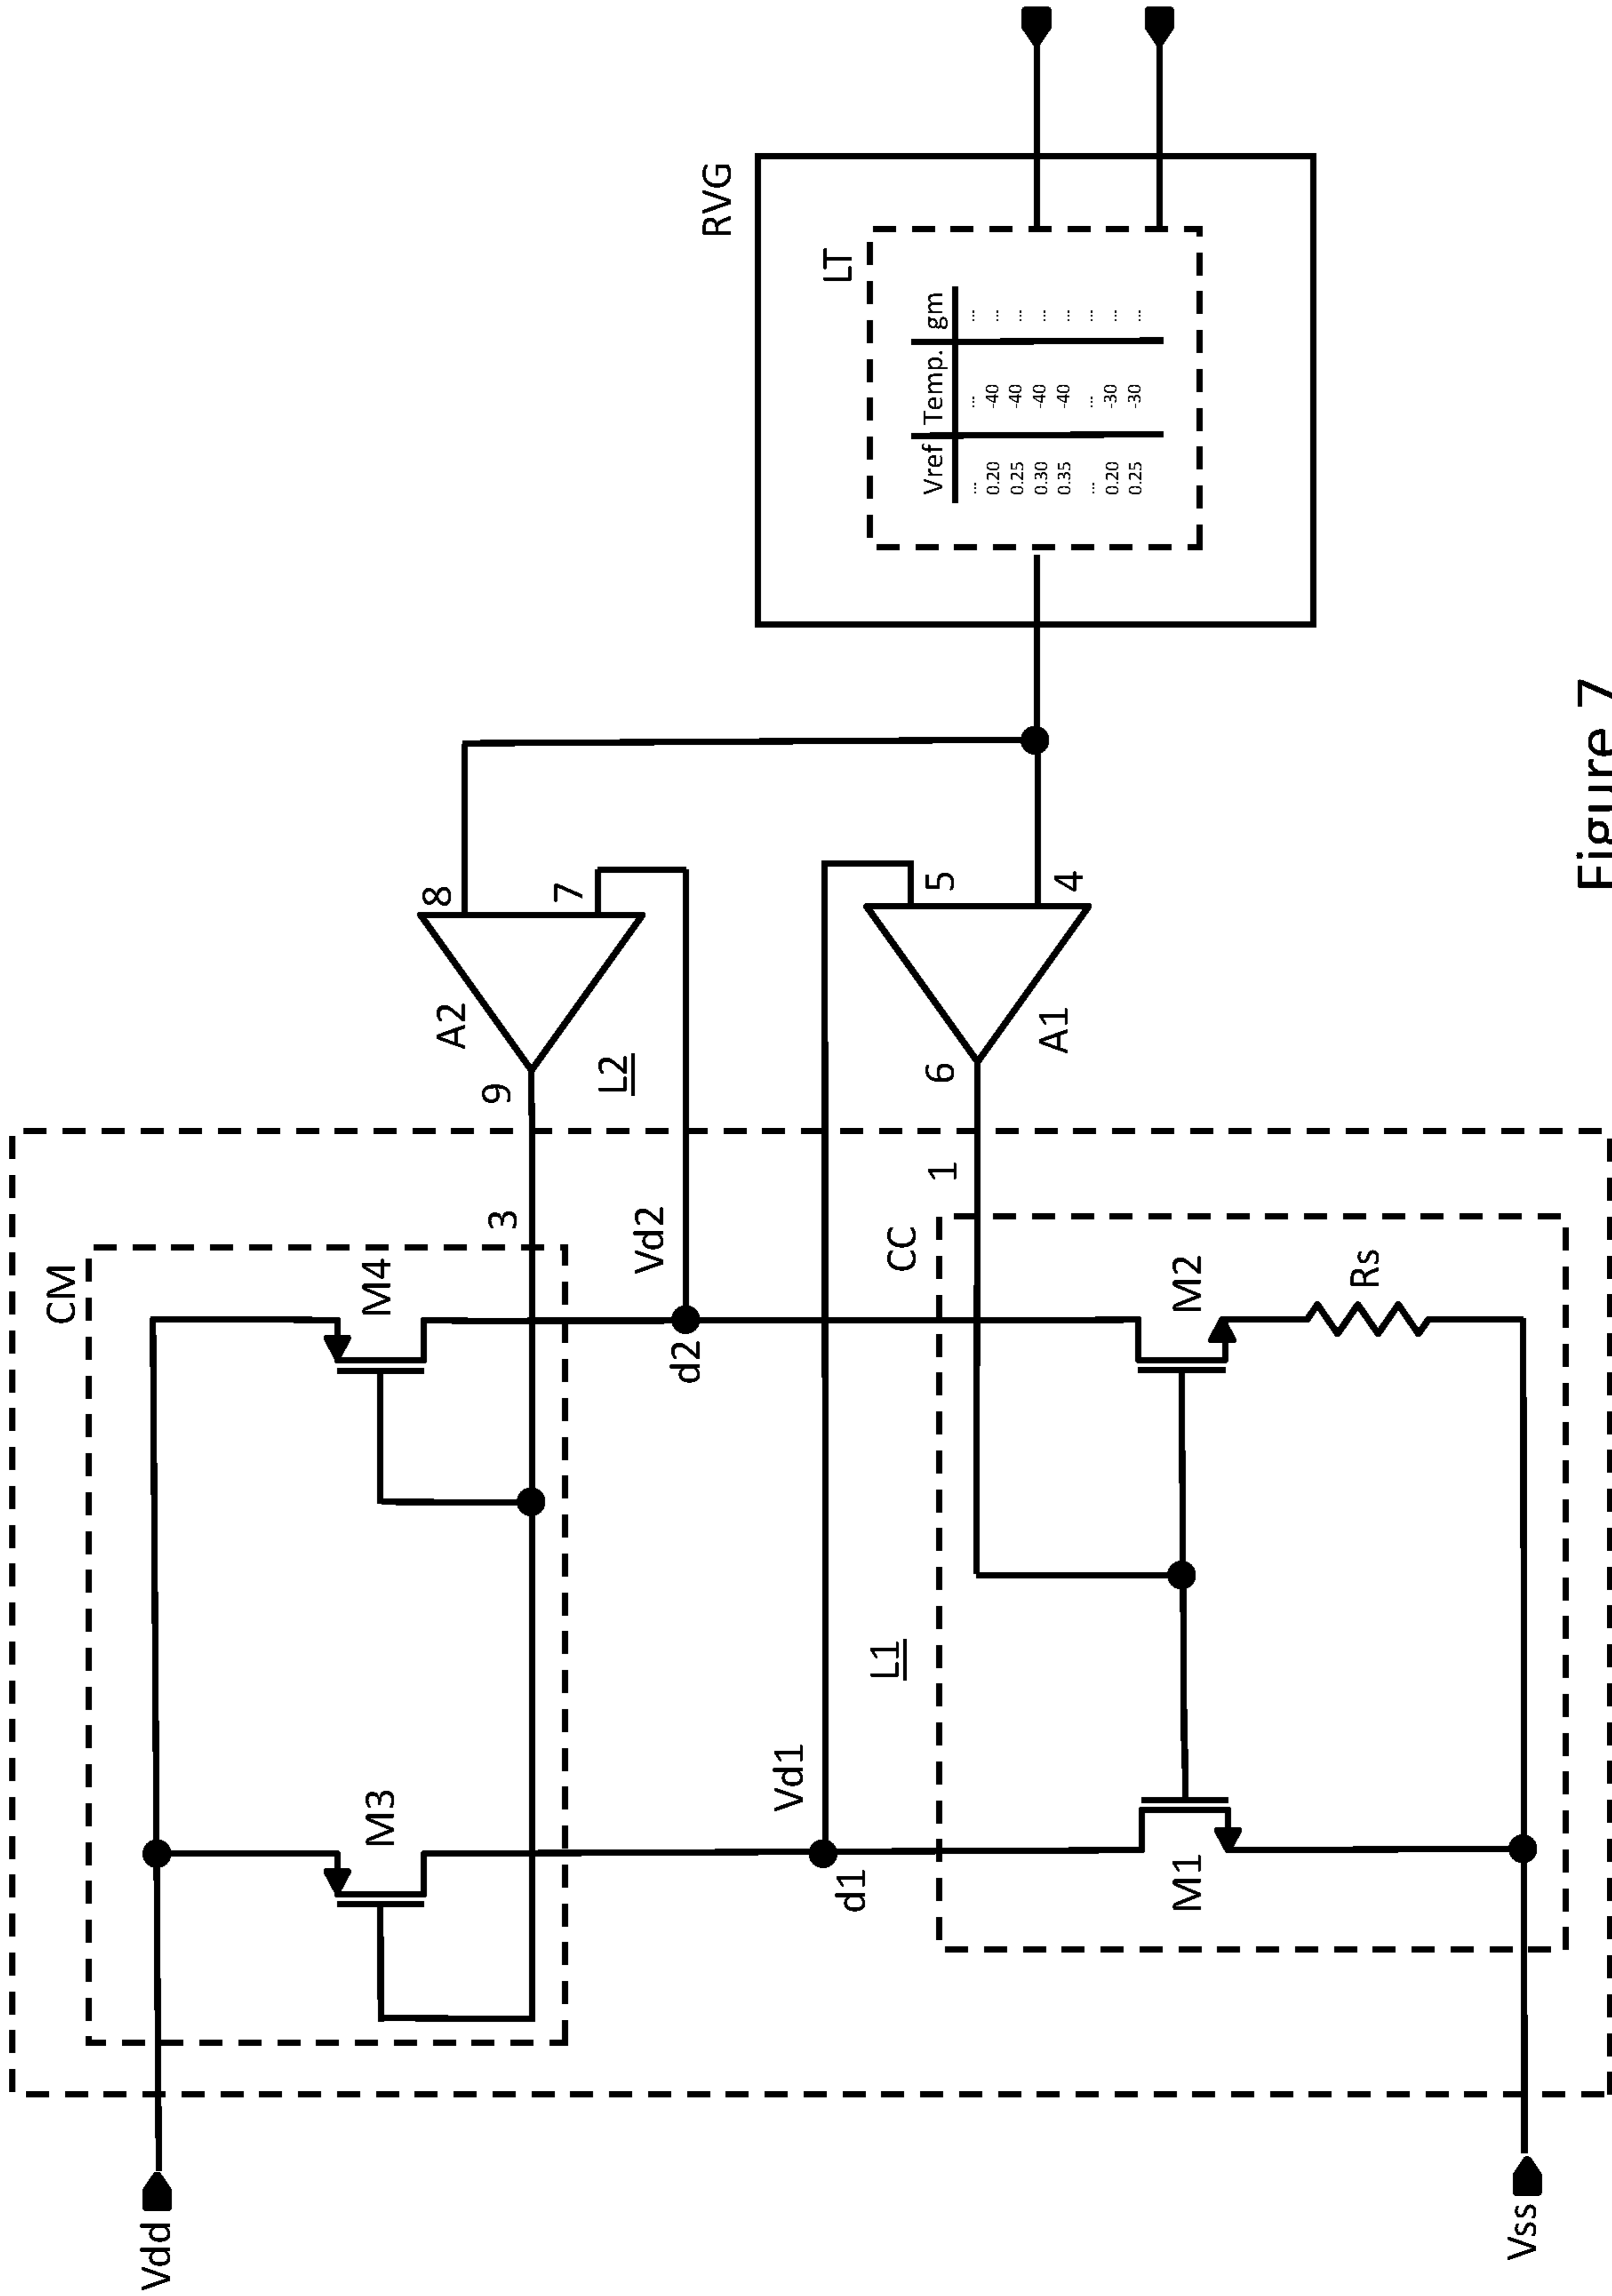 Vdd
CM
M3
M4
3
9
A2
8
7
L2
Vd2
d2
Vd1
d1
L1
CC
1
6
5
4
A1
M1
M2
Rs
Vss
RVG
LT
Vref Temp. gm
... ... ...
0.20 -40 ...
0.25 -40 ...
0.30 -40 ...
0.35 -40 ...
... ... ...
0.20 -30 ...
0.25 -30 ...
Figure 7